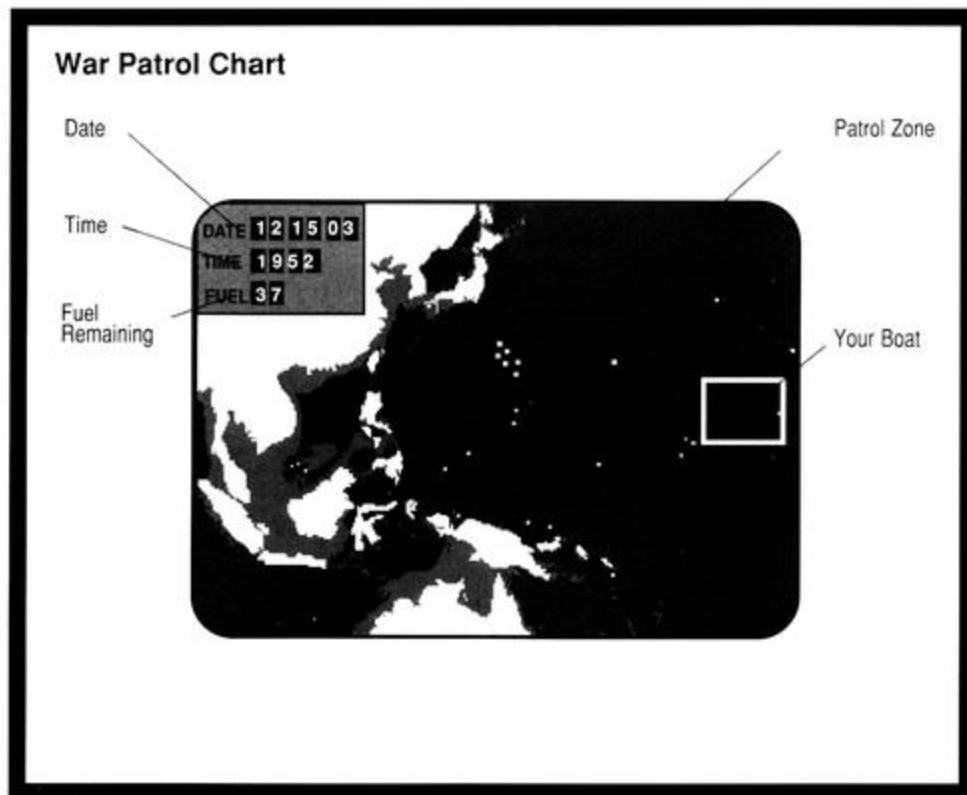 War Patrol Chart
Date
Patrol Zone
DATE 12 15 03
Time
TIME 1952
FUEL 37
Fuel
Remaining
Your Boat